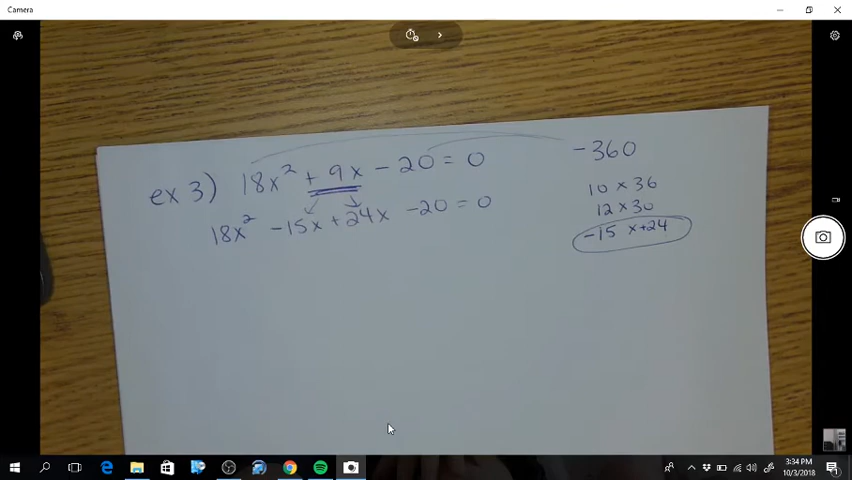 Camera
ex 3) 18x² + 9x - 20 = 0
-360
10 x 36
12 x 30
-15 x +24
18x² - 15x + 24x - 20 = 0
3:34 PM
10/3/2018